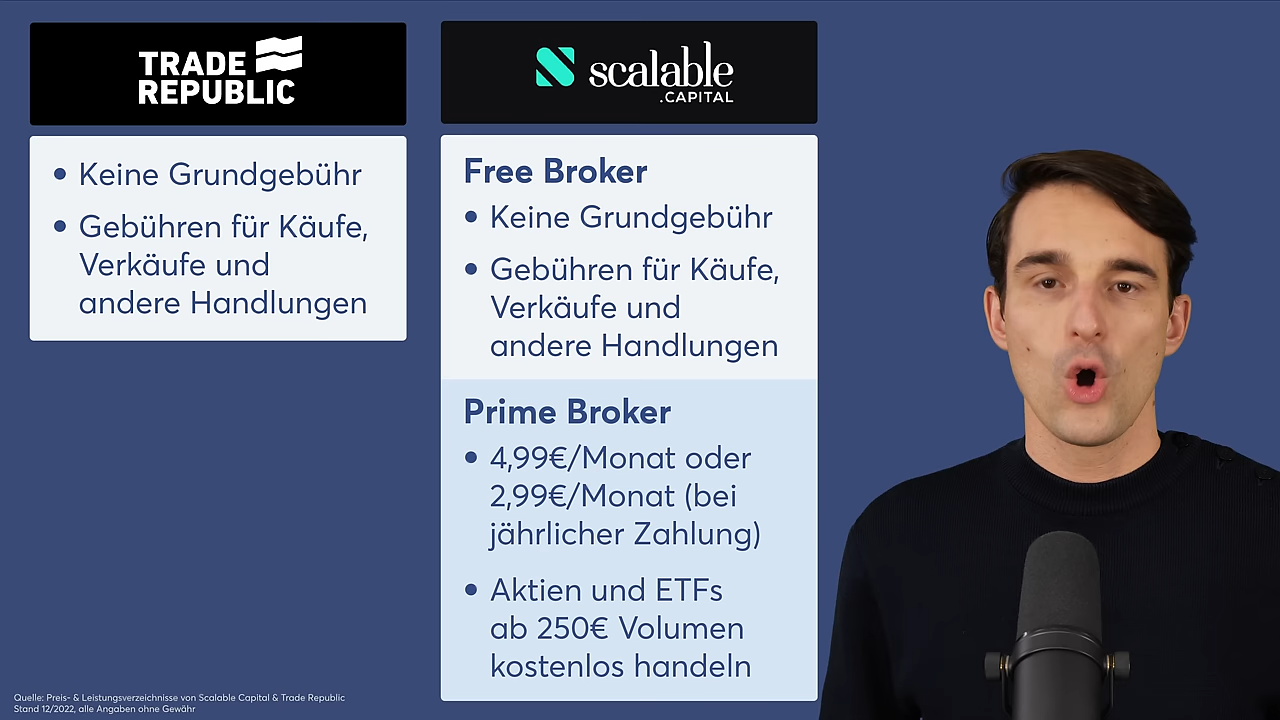 TRADE
REPUBLIC
• Keine Grundgebühr
• Gebühren für Käufe,
Verkäufe und
andere Handlungen
scalable
.CAPITAL
Free Broker
• Keine Grundgebühr
• Gebühren für Käufe,
Verkäufe und
andere Handlungen
Prime Broker
• 4,99€/Monat oder
2,99€/Monat (bei
jährlicher Zahlung)
• Aktien und ETFs
ab 250€ Volumen
kostenlos handeln
Quelle: Preis- & Leistungsverzeichnisse von Scalable Capital & Trade Republic
Stand 12/2022, alle Angaben ohne Gewähr